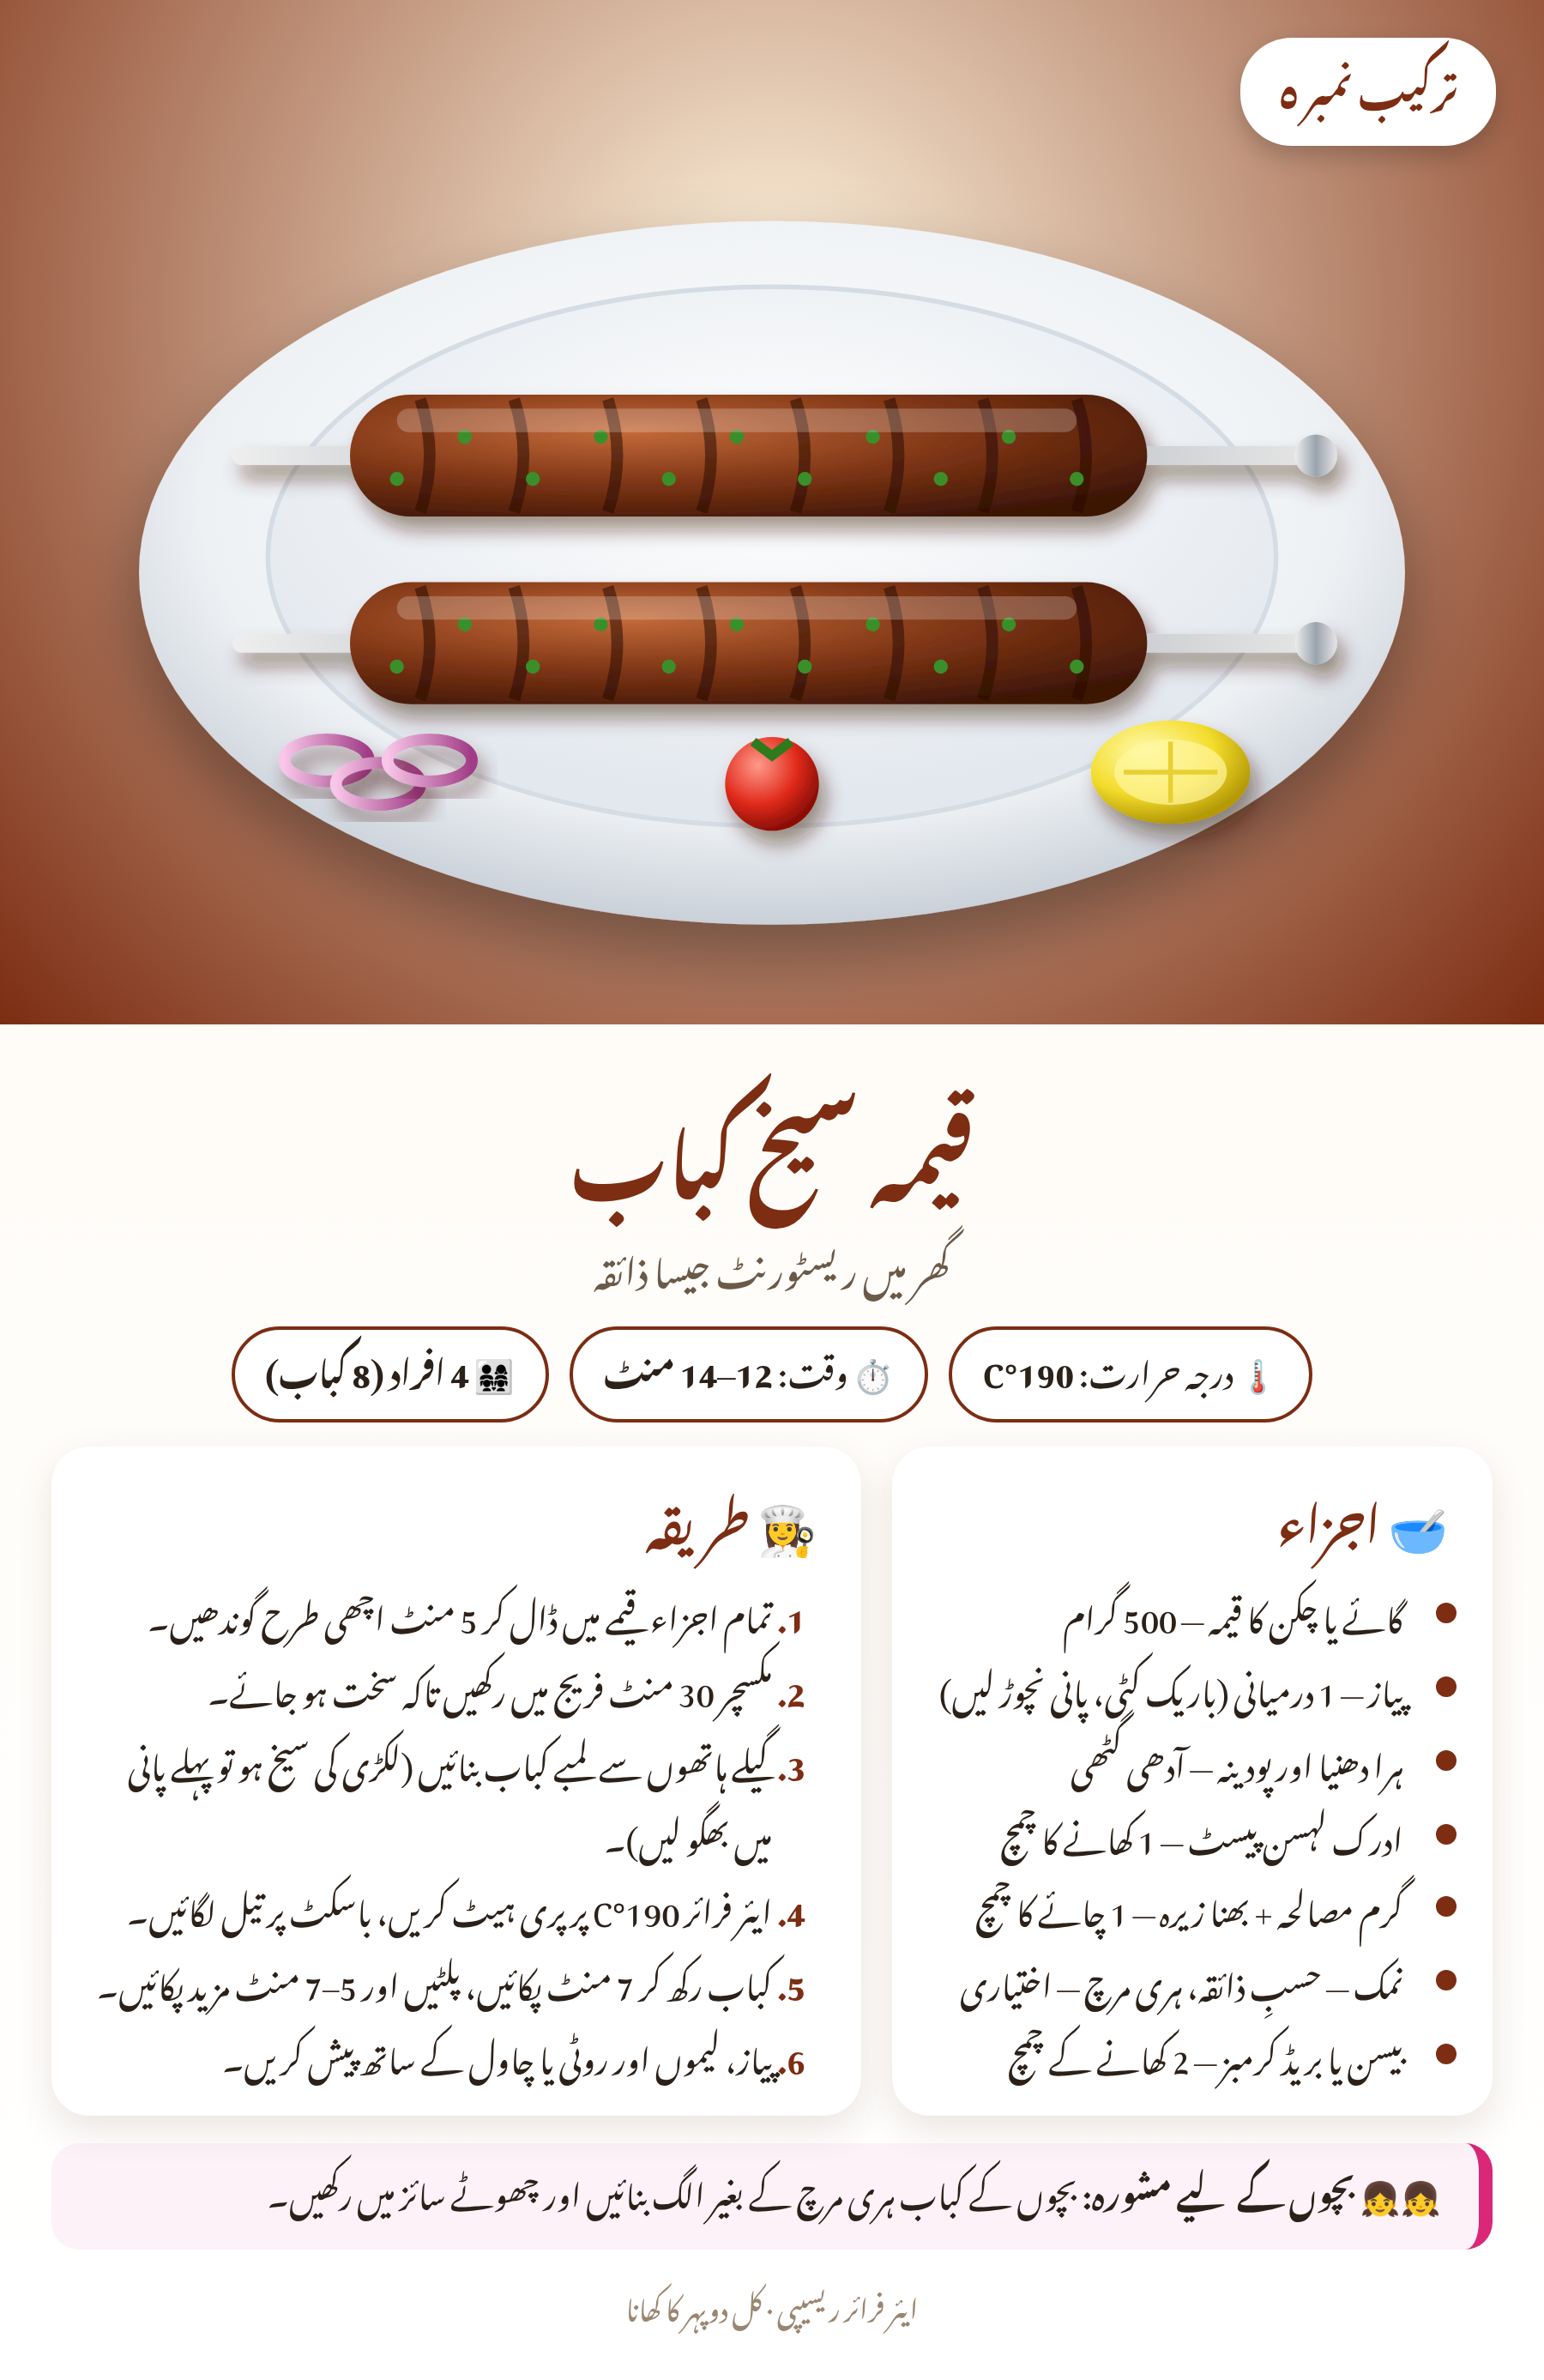 ترکیب نمبر ۵
قیمہ سیخ کباب
گھر میں ریسٹورنٹ جیسا ذائقہ
🌡️ درجہ حرارت: 190°C
⏱️ وقت: 12–14 منٹ
👨‍👩‍👧‍👧 4 افراد (8 کباب)
🥣 اجزاء
گائے یا چکن کا قیمہ — 500 گرام
پیاز — 1 درمیانی (باریک کٹی، پانی نچوڑ لیں)
ہرا دھنیا اور پودینہ — آدھی گٹھی
ادرک لہسن پیسٹ — 1 کھانے کا چمچ
گرم مصالحہ + بھنا زیرہ — 1 چائے کا چمچ
نمک — حسبِ ذائقہ، ہری مرچ — اختیاری
بیسن یا بریڈ کرمبز — 2 کھانے کے چمچ
👩‍🍳 طریقہ
1. تمام اجزاء قیمے میں ڈال کر 5 منٹ اچھی طرح گوندھیں۔
2. مکسچر 30 منٹ فریج میں رکھیں تاکہ سخت ہو جائے۔
3. گیلے ہاتھوں سے لمبے کباب بنائیں (لکڑی کی سیخ ہو تو پہلے پانی
میں بھگو لیں)۔
4. ایئر فرائر 190°C پر پری ہیٹ کریں، باسکٹ پر تیل لگائیں۔
5. کباب رکھ کر 7 منٹ پکائیں، پلٹیں اور 5–7 منٹ مزید پکائیں۔
6. پیاز، لیموں اور روٹی یا چاول کے ساتھ پیش کریں۔
👧👧 بچوں کے لیے مشورہ: بچوں کے کباب ہری مرچ کے بغیر الگ بنائیں اور چھوٹے سائز میں رکھیں۔
ایئر فرائر ریسیپی · کل دوپہر کا کھانا